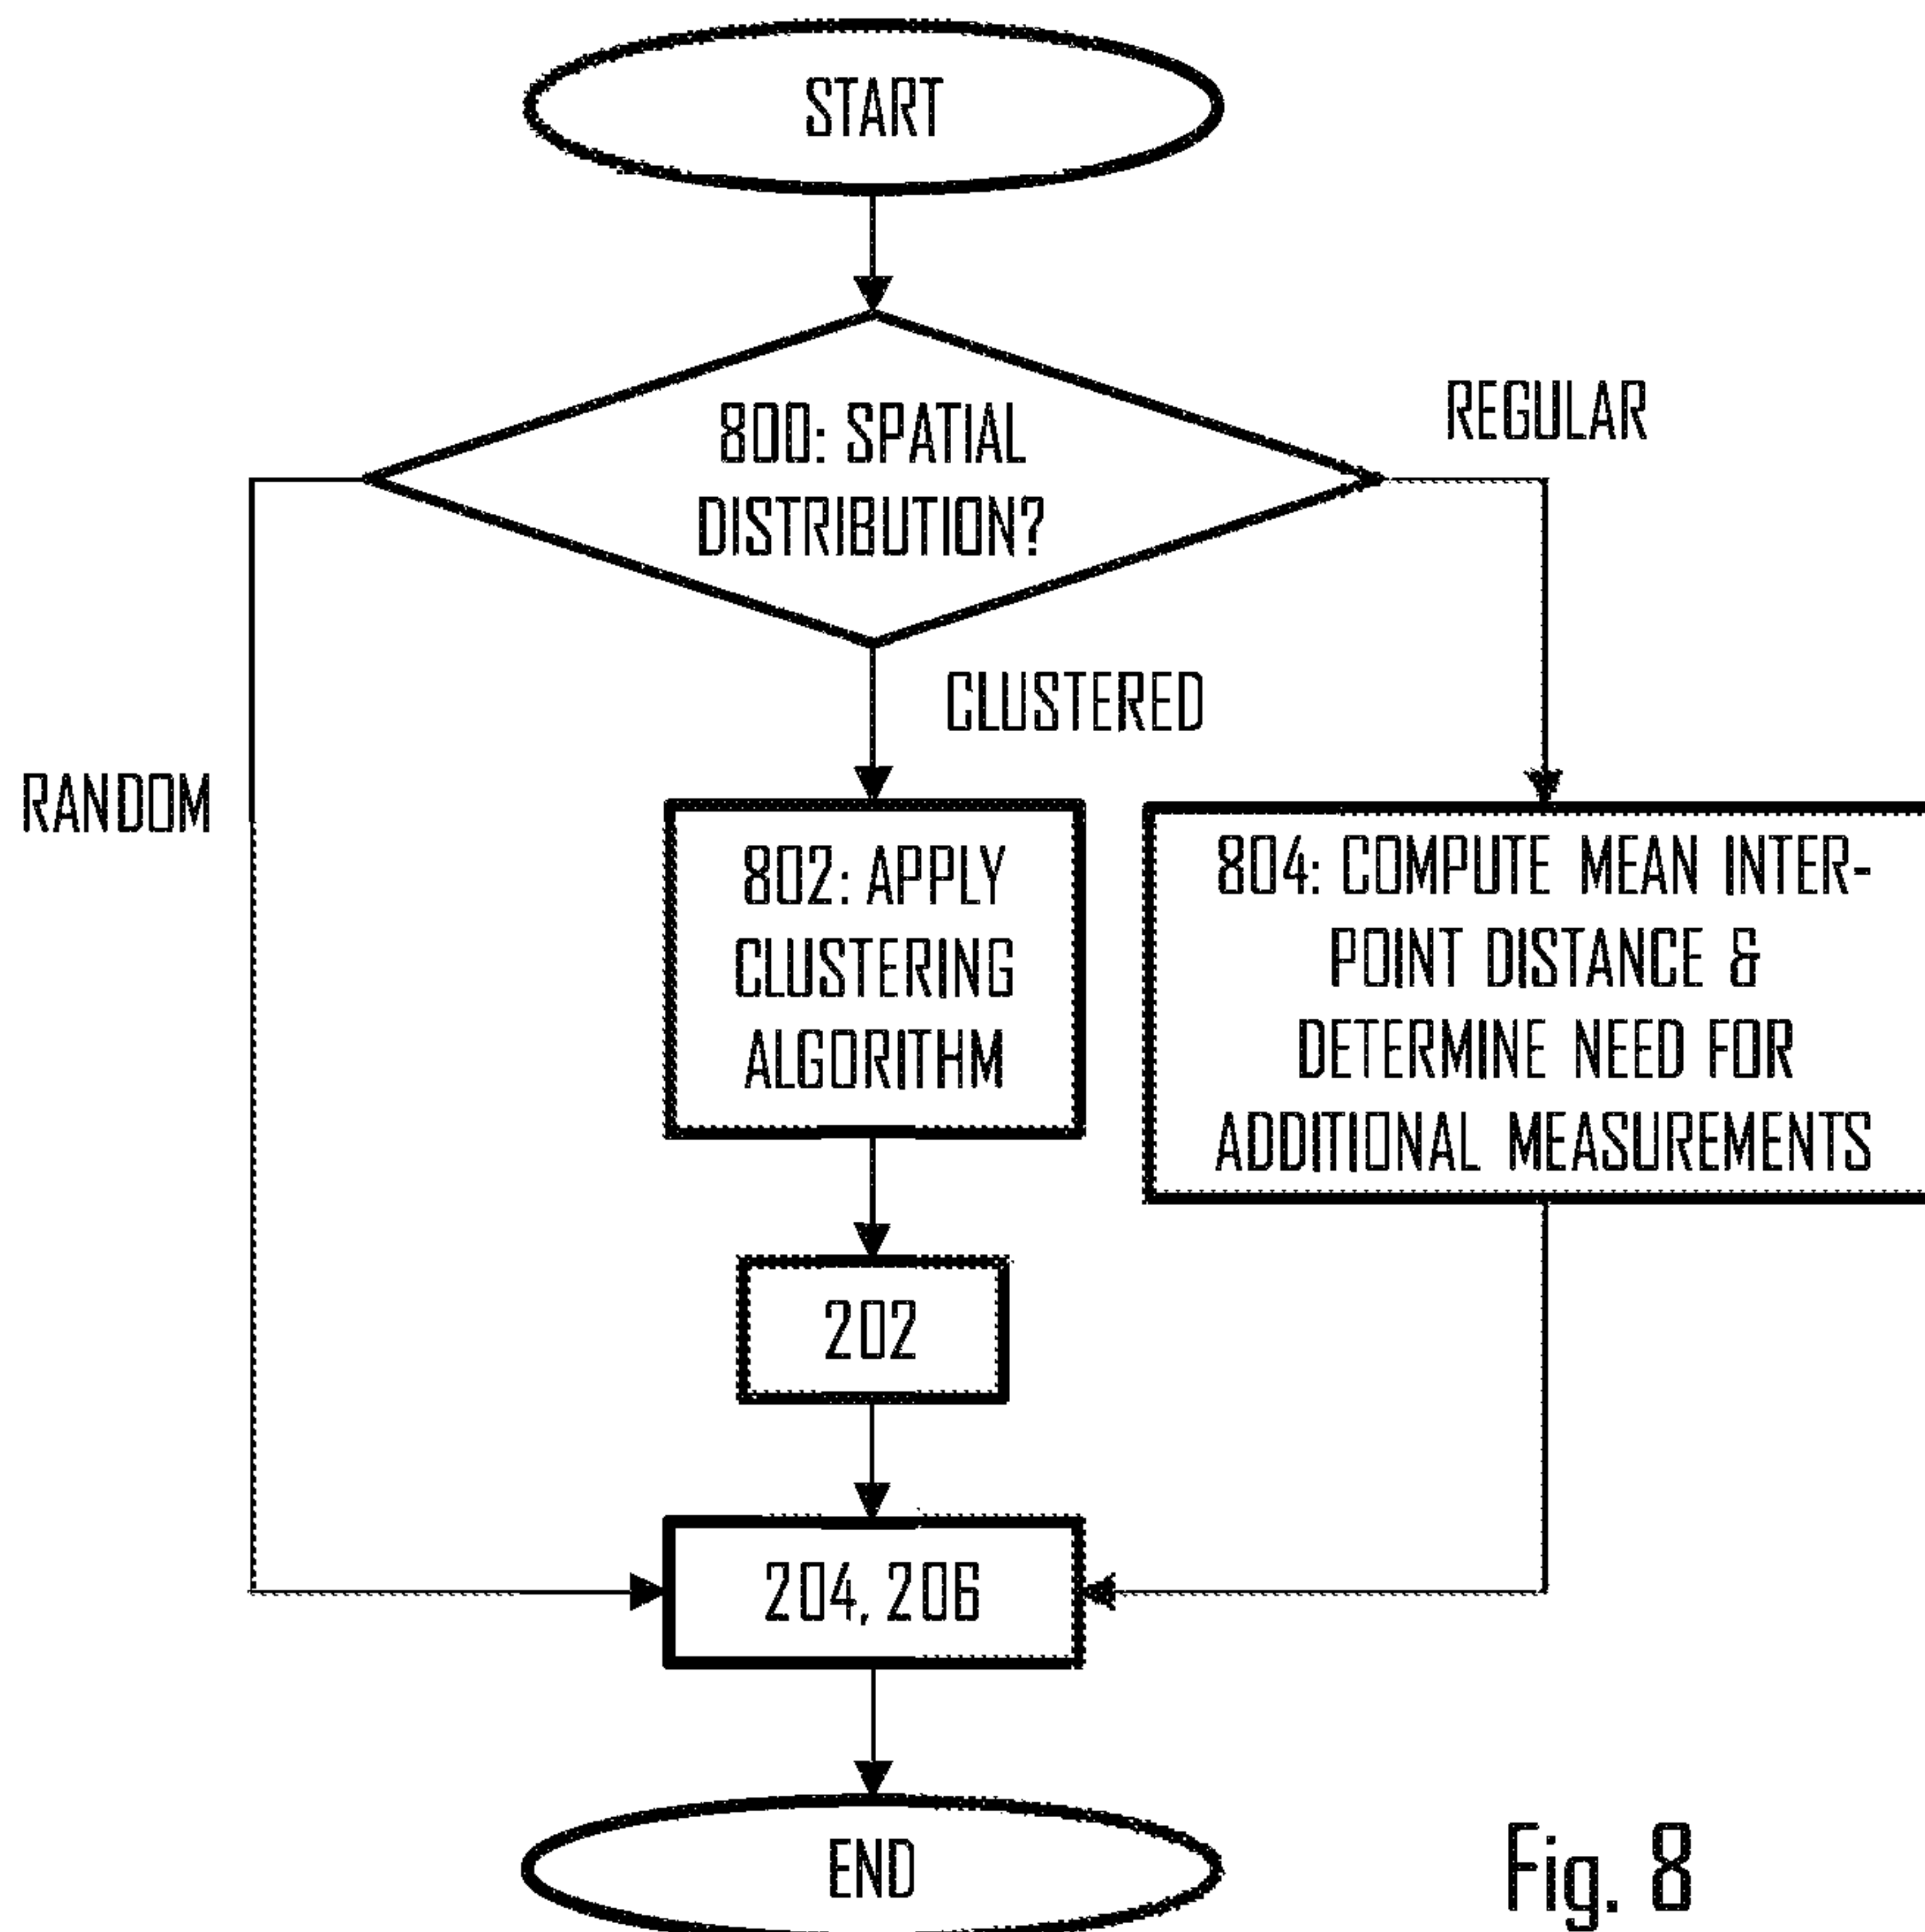 START
800: SPATIAL
DISTRIBUTION?
REGULAR
CLUSTERED
RANDOM
802: APPLY
CLUSTERING
ALGORITHM
804: COMPUTE MEAN INTER-
POINT DISTANCE &
DETERMINE NEED FOR
ADDITIONAL MEASUREMENTS
202
204, 206
END
Fig. 8